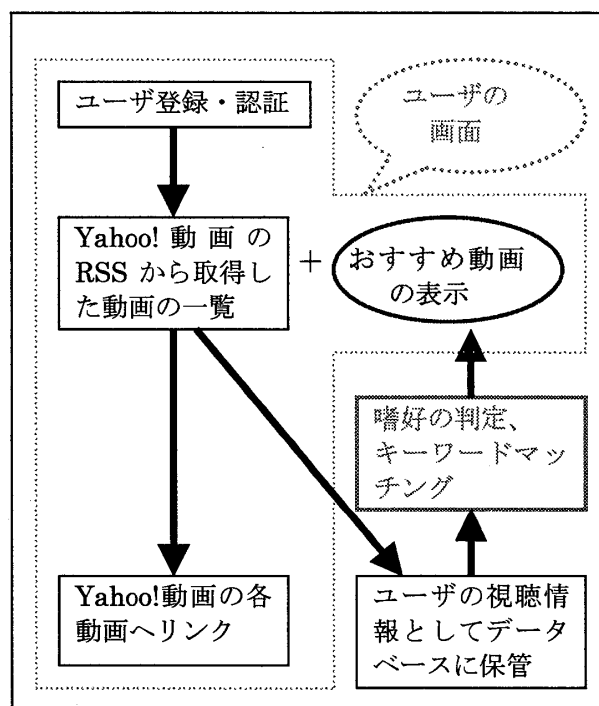 ユーザ登録・認証
ユーザの
画面
Yahoo! 動画の
RSS から取得し
た動画の一覧
+
おすすめ動画
の表示
嗜好の判定、
キーワードマッ
チング
Yahoo!動画の各
動画へリンク
ユーザの視聴情
報としてデータ
ベースに保管